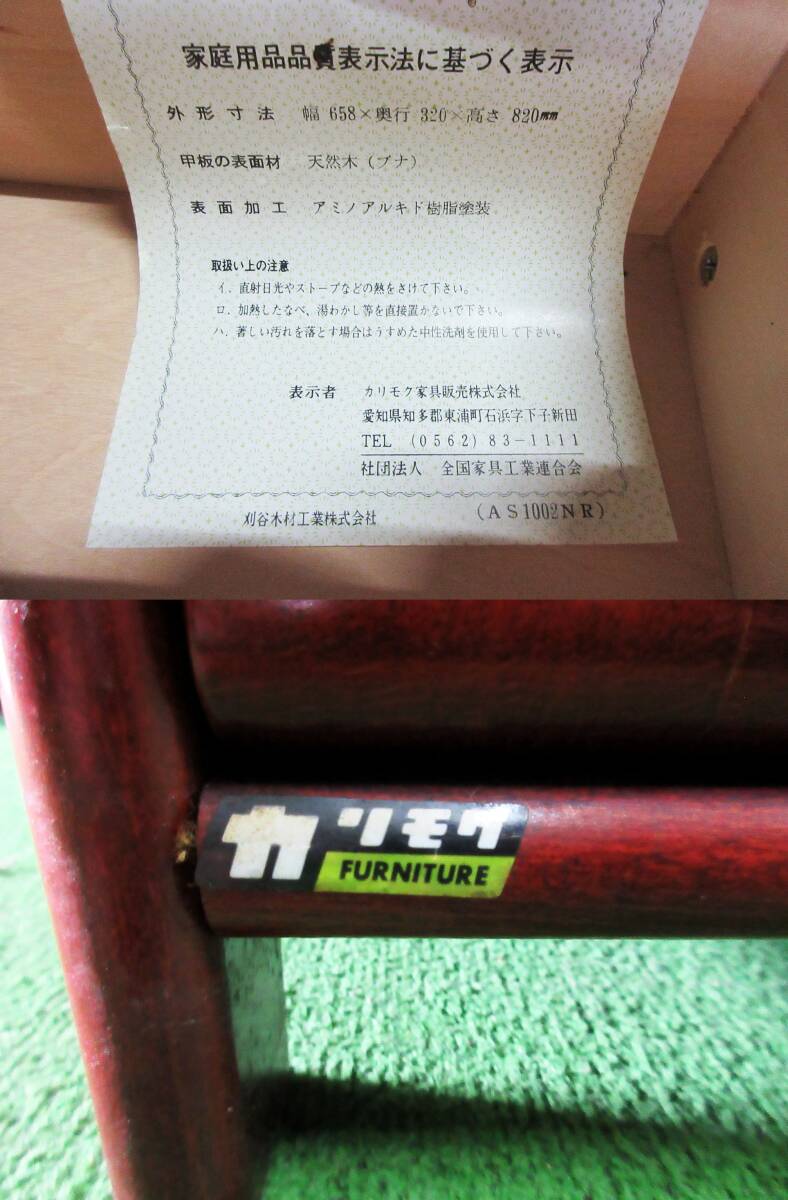 家庭用品品質表示法に基づく表示
外形寸法 幅 658×奥行 320×高さ 820mm
甲板の表面材 天然木（ブナ）
表面加工 アミノアルキド樹脂塗装
取扱い上の注意
イ．直射日光やストーブなどの熱をさけて下さい。
ロ．加熱したなべ、湯わかし等を直接置かないで下さい。
ハ．著しい汚れを落とす場合はうすめた中性洗剤を使用して下さい。
表示者 カリモク家具販売株式会社
愛知県知多郡東浦町石浜字下子新田
TEL (0562)83-1111
社団法人 全国家具工業連合会
刈谷木材工業株式会社 (AS1002NR)
カリモク
FURNITURE